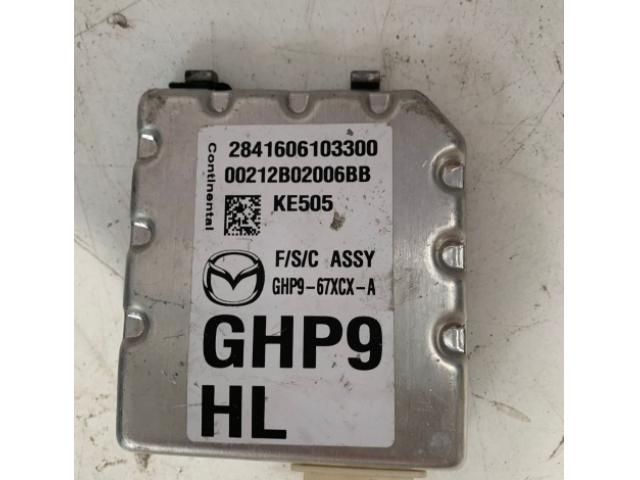 Continental
2841606103300
00212B02006BB
KE505
F/S/C ASSY
GHP9-67XCX-A
GHP9
HL